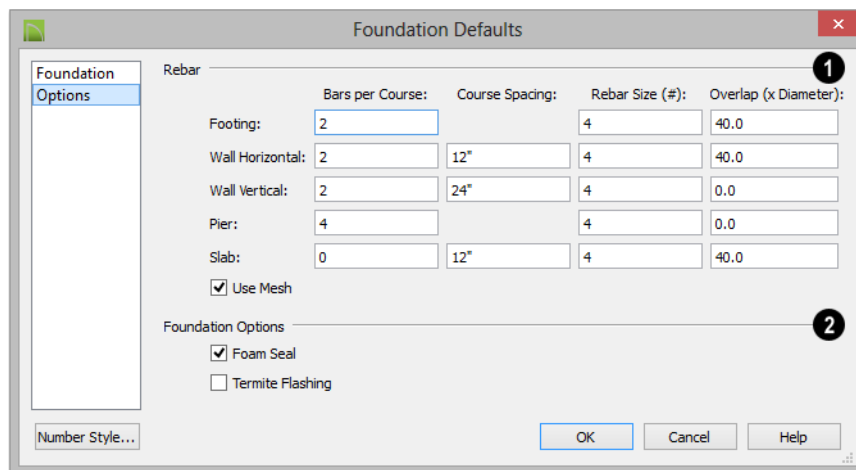 Foundation Defaults
Foundation
Options
Rebar
1
Bars per Course: Course Spacing: Rebar Size (#): Overlap (x Diameter):
Footing: 2 4 40.0
Wall Horizontal: 2 12" 4 40.0
Wall Vertical: 2 24" 4 0.0
Pier: 4 4 0.0
Slab: 0 12" 4 40.0
Use Mesh
Foundation Options
2
Foam Seal
Termite Flashing
Number Style... OK Cancel Help